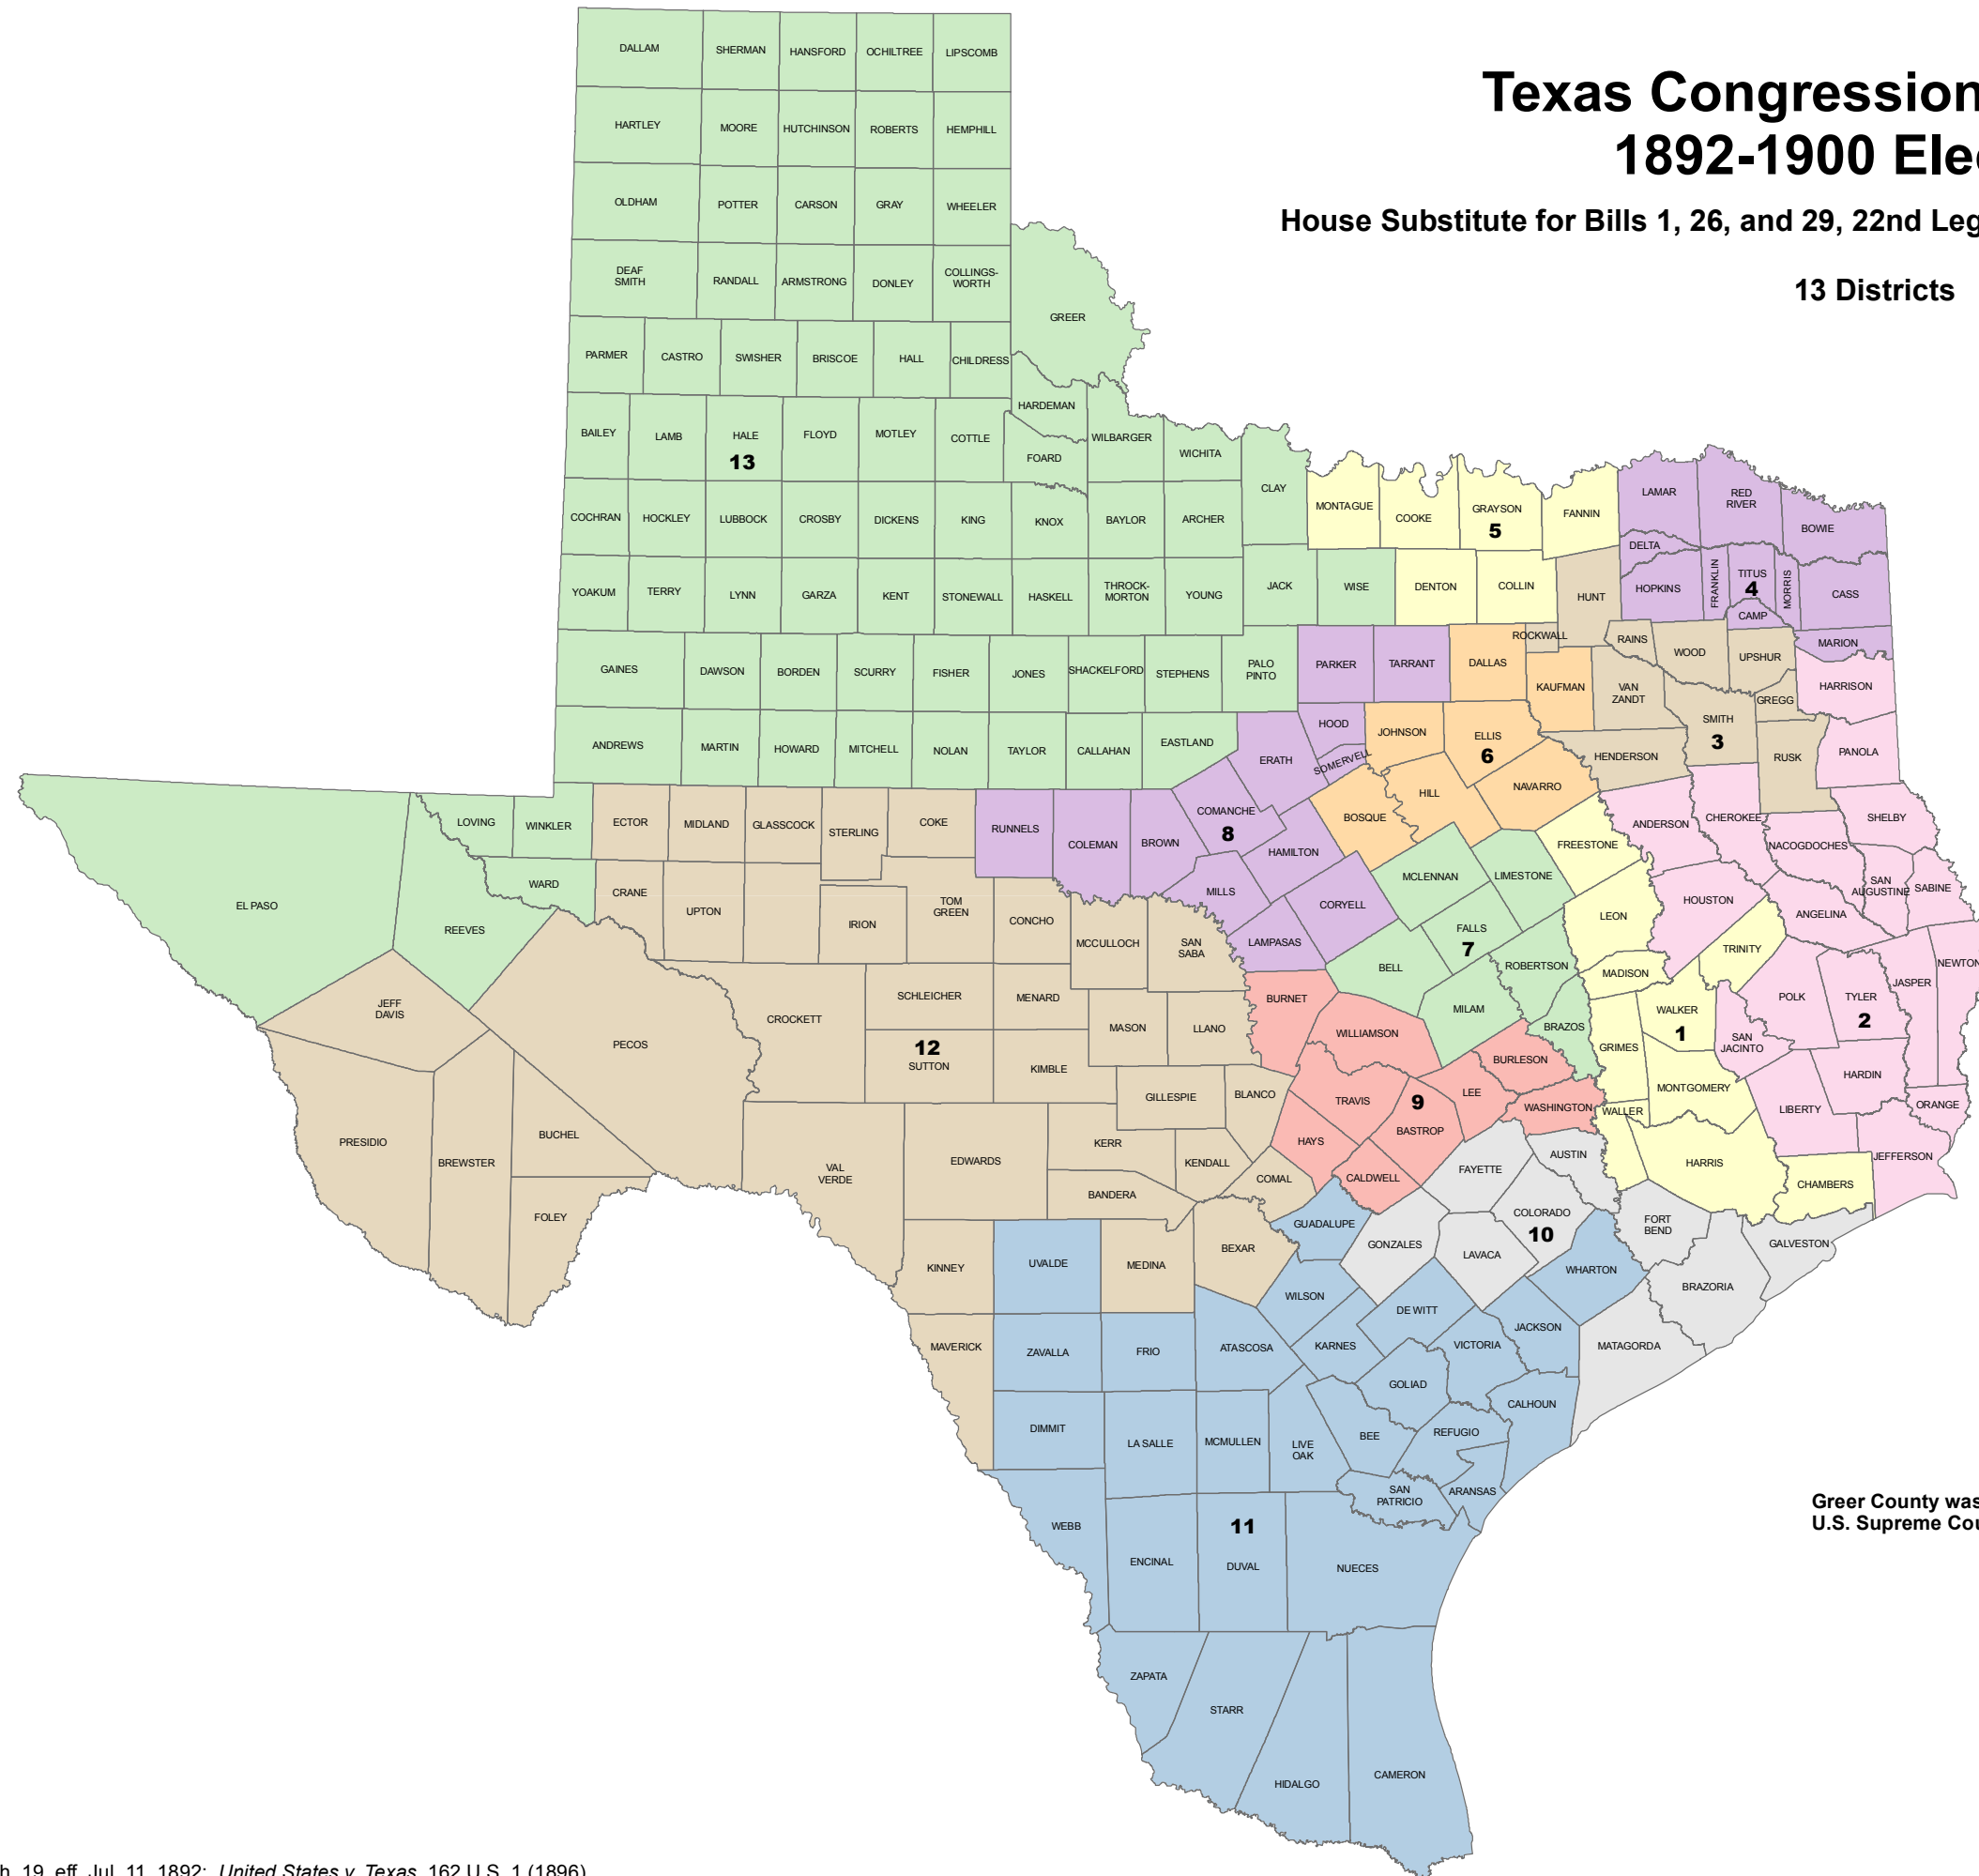 Texas Congression
1892-1900 Elec
House Substitute for Bills 1, 26, and 29, 22nd Leg
13 Districts
DALLAM SHERMAN HANSFORD OCHILTREE LIPSCOMB
HARTLEY MOORE HUTCHINSON ROBERTS HEMPHILL
OLDHAM POTTER CARSON GRAY WHEELER
DEAF
SMITH
RANDALL ARMSTRONG DONLEY
COLLINGS-
WORTH
GREER
PARMER CASTRO SWISHER BRISCOE HALL CHILDRESS
HARDEMAN
BAILEY LAMB HALE FLOYD MOTLEY COTTLE
13
FOARD
WILBARGER
WICHITA
CLAY
COCHRAN HOCKLEY LUBBOCK CROSBY DICKENS KING KNOX BAYLOR ARCHER
MONTAGUE
COOKE
GRAYSON
5
FANNIN
LAMAR
RED
RIVER
BOWIE
DELTA
HOPKINS
FRANKLIN
TITUS
4
MORRIS
CAMP
CASS
MARION
YOAKUM TERRY LYNN GARZA KENT STONEWALL HASKELL
THROCK-
MORTON
YOUNG
JACK
WISE
DENTON
COLLIN
HUNT
ROCKWALL
RAINS
WOOD
UPSHUR
GAINES DAWSON BORDEN SCURRY FISHER JONES SHACKELFORD STEPHENS
PALO
PINTO
PARKER
TARRANT
DALLAS
KAUFMAN
VAN
ZANDT
SMITH
3
GREGG
HARRISON
ANDREWS MARTIN HOWARD MITCHELL NOLAN TAYLOR CALLAHAN EASTLAND
ERATH
HOOD
SOMERVELL
JOHNSON
ELLIS
6
HENDERSON
RUSK
PANOLA
EL PASO
LOVING
WINKLER
WARD
REEVES
ECTOR MIDLAND GLASSCOCK STERLING COKE
RUNNELS COLEMAN BROWN
COMANCHE
8
HAMILTON
BOSQUE
HILL
NAVARRO
FREESTONE
ANDERSON
CHEROKEE
NACOGDOCHES
SHELBY
CRANE UPTON IRION
TOM
GREEN
CONCHO
MCCULLOCH
SAN
SABA
MILLS
LAMPASAS
CORYELL
MCLENNAN
LIMESTONE
FALLS
7
LEON
HOUSTON
ANGELINA
SAN
AUGUSTINE
SABINE
TRINITY
NEWTON
JEFF
DAVIS
PECOS
CROCKETT
SCHLEICHER
MENARD
MASON
LLANO
BURNET
BELL
MILAM
ROBERTSON
BRAZOS
MADISON
WALKER
1
GRIMES
POLK
TYLER
2
JASPER
SAN
JACINTO
12
SUTTON
KIMBLE
GILLESPIE
BLANCO
WILLIAMSON
TRAVIS
9
BASTROP
LEE
BURLESON
WASHINGTON
MONTGOMERY
WALLER
LIBERTY
HARDIN
ORANGE
JEFFERSON
PRESIDIO
BREWSTER
BUCHEL
FOLEY
VAL
VERDE
EDWARDS
KERR
KENDALL
BANDERA
COMAL
HAYS
CALDWELL
FAYETTE
AUSTIN
HARRIS
CHAMBERS
KINNEY
UVALDE
MEDINA
BEXAR
GUADALUPE
GONZALES
LAVACA
COLORADO
10
FORT
BEND
GALVESTON
BRAZORIA
WHARTON
MAVERICK
ZAVALLA
FRIO
ATASCOSA
WILSON
KARNES
DE WITT
VICTORIA
JACKSON
MATAGORDA
GOLIAD
CALHOUN
DIMMIT
LA SALLE
MCMULLEN
LIVE
OAK
BEE
REFUGIO
SAN
PATRICIO
ARANSAS
WEBB
ENCINAL
11
DUVAL
NUECES
Greer County was
U.S. Supreme Cou
ZAPATA
STARR
HIDALGO
CAMERON
h. 19, eff. Jul. 11, 1892; United States v. Texas, 162 U.S. 1 (1896)